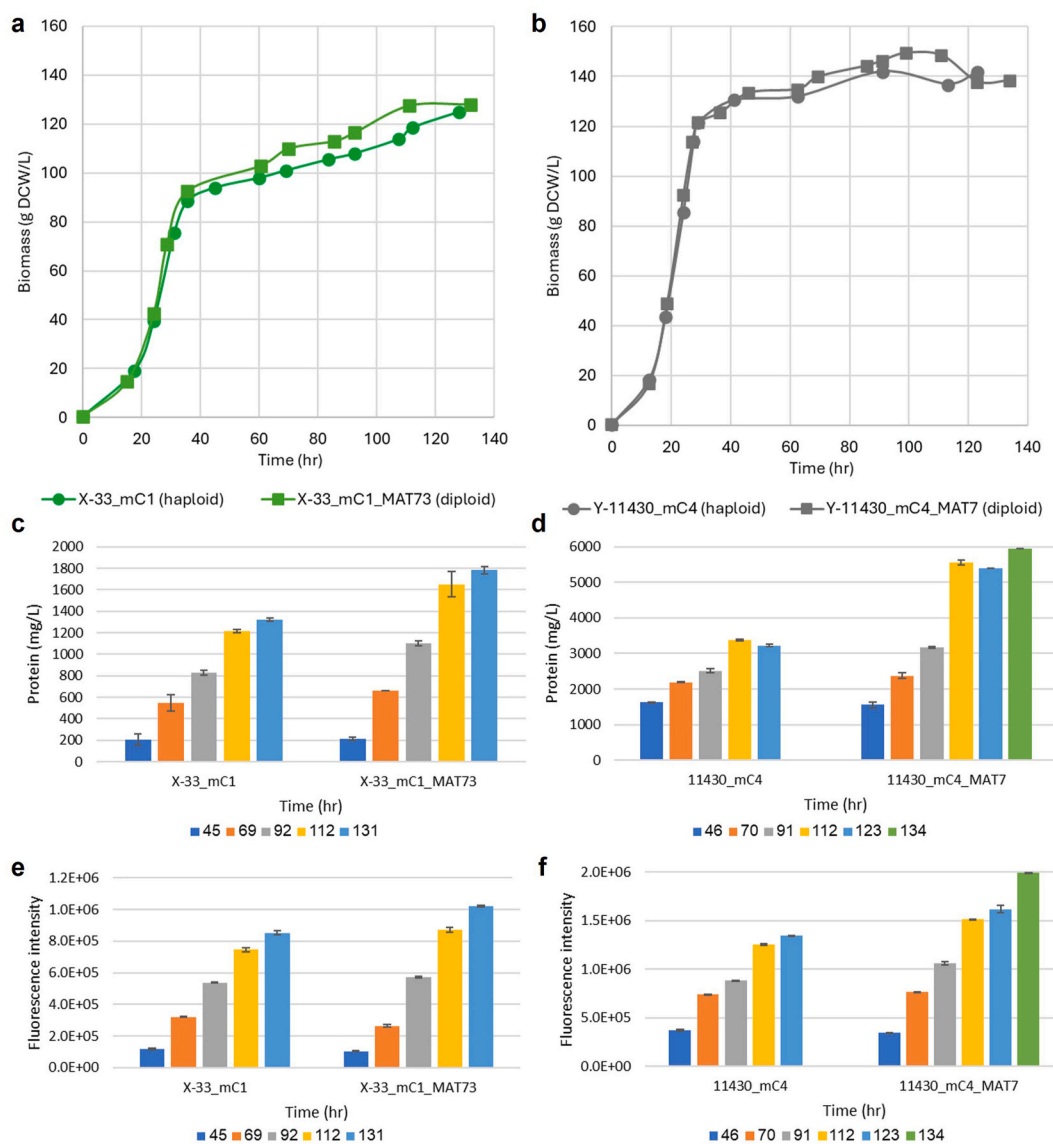 a
160
140
120
100
80
60
40
20
0
Biomass (g DCW/L)
0 20 40 60 80 100 120 140
Time (hr)
X-33_mC1 (haploid) X-33_mC1_MAT73 (diploid)
b
160
140
120
100
80
60
40
20
0
Biomass (g DCW/L)
0 20 40 60 80 100 120 140
Time (hr)
Y-11430_mC4 (haploid) Y-11430_mC4_MAT7 (diploid)
c
2000
1800
1600
1400
1200
1000
800
600
400
200
0
Protein (mg/L)
X-33_mC1 X-33_mC1_MAT73
Time (hr)
45 69 92 112 131
d
6000
5000
4000
3000
2000
1000
0
Protein (mg/L)
11430_mC4 11430_mC4_MAT7
Time (hr)
46 70 91 112 123 134
e
1.2E+06
1.0E+06
8.0E+05
6.0E+05
4.0E+05
2.0E+05
0.0E+00
Fluorescence intensity
X-33_mC1 X-33_mC1_MAT73
Time (hr)
45 69 92 112 131
f
2.0E+06
1.5E+06
1.0E+06
5.0E+05
0.0E+00
Fluorescence intensity
11430_mC4 11430_mC4_MAT7
Time (hr)
46 70 91 112 123 134